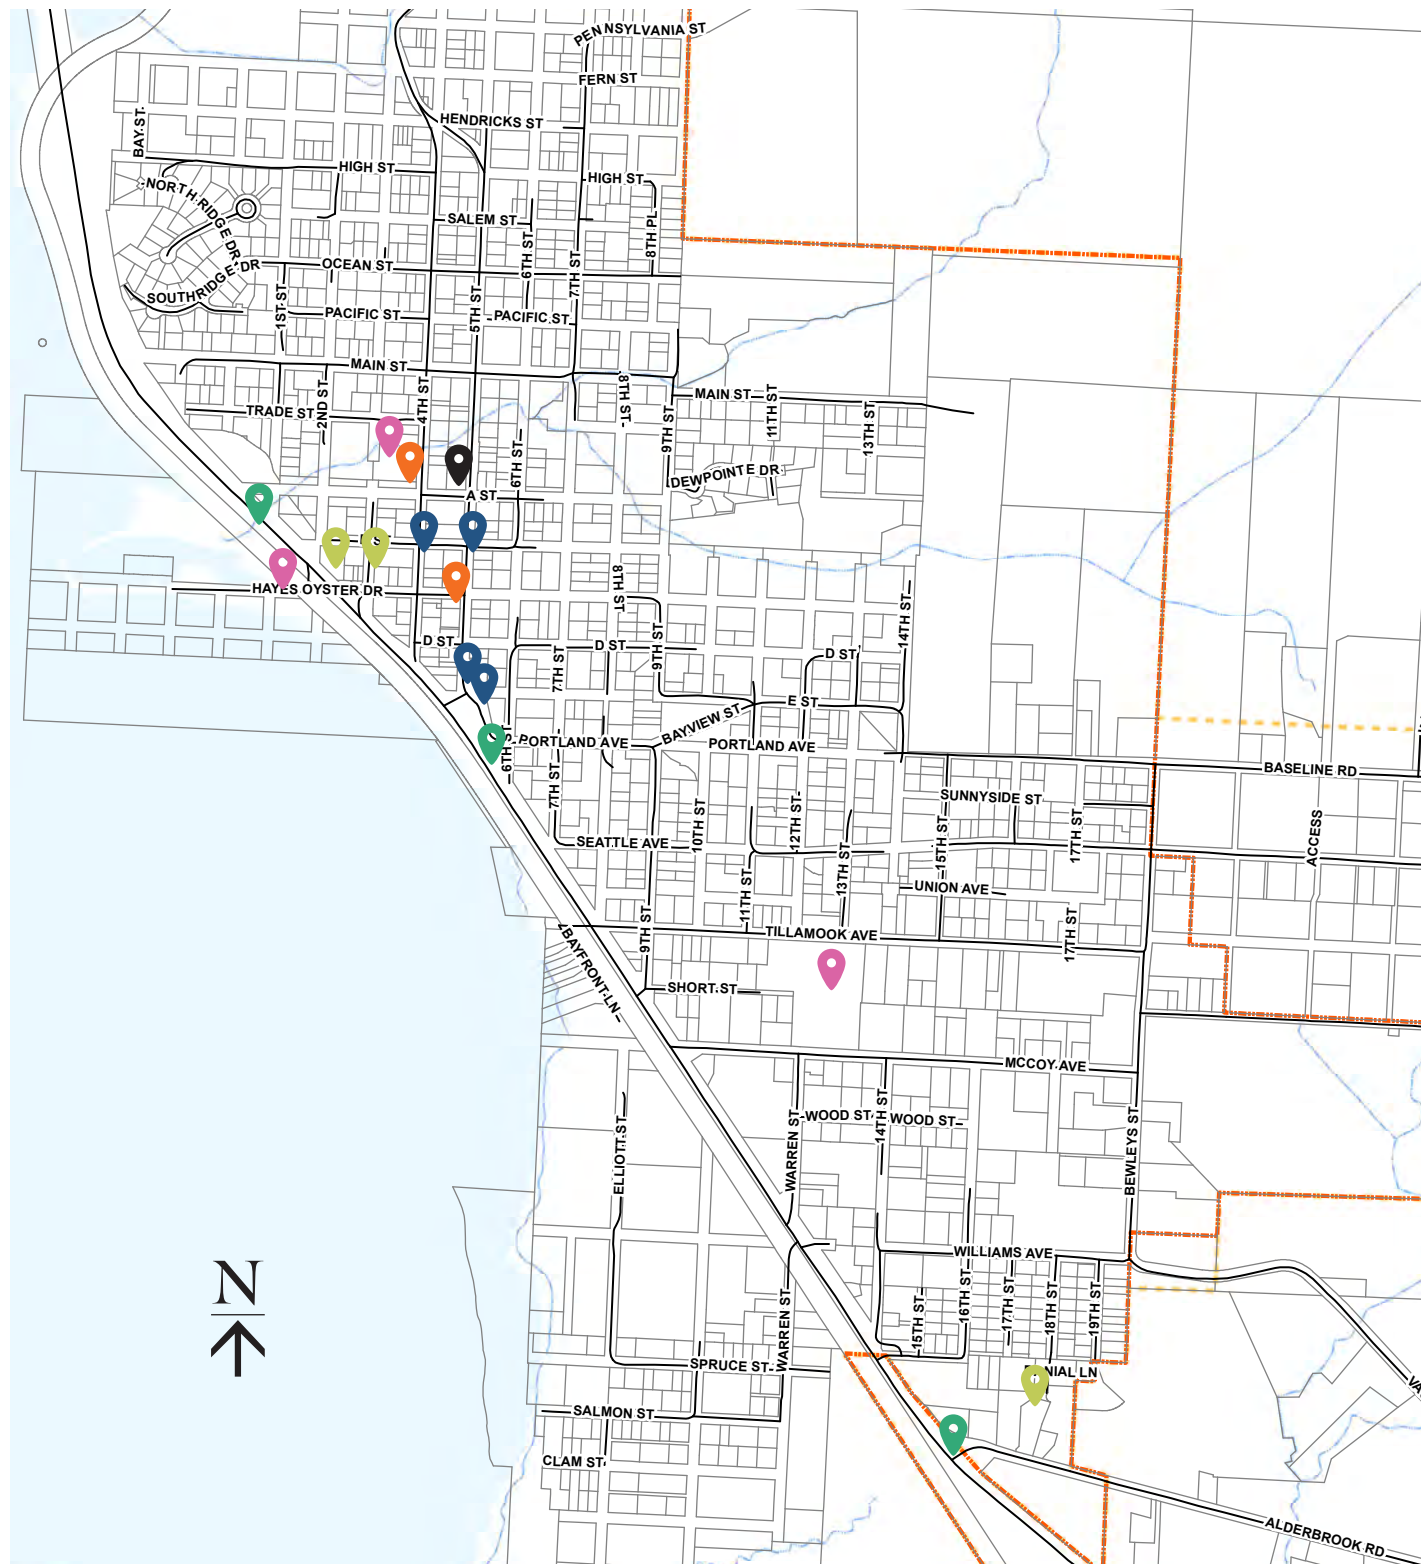 PENNSYLVANIA ST
FERN ST
HENDRICKS ST
BAY ST.
HIGH ST
HIGH ST
NORTH RIDGE DR
SALEM ST
8TH PL
6TH ST
7TH ST
OCEAN ST
SOUTHRIDGE DR
1ST ST
5TH ST
PACIFIC ST
PACIFIC ST
MAIN ST
4TH ST
2ND ST
8TH ST
MAIN ST
11TH ST
TRADE ST
13TH ST
9TH ST
6TH ST
DEWPOINTE DR
A ST
HAYES OYSTER DR
8TH ST
14TH ST
D ST
D ST
9TH ST
D ST
7TH ST
E ST
BAYVIEW ST
6TH ST
PORTLAND AVE
PORTLAND AVE
BASELINE RD
7TH ST
SUNNYSIDE ST
10TH ST
12TH ST
17TH ST
ACCESS
15TH ST
SEATTLE AVE
13TH ST
11TH ST
UNION AVE
9TH ST
TILLAMOOK AVE
17TH ST
BAYFRONT LN
SHORT ST
MCCOY AVE
WOOD ST
WOOD ST
14TH ST
WARREN ST
ELLIOTT ST
BEWLEYS ST
WILLIAMS AVE
N
16TH ST
17TH ST
18TH ST
19TH ST
15TH ST
WARREN ST
SPRUCE ST
NIAL LN
VA
SALMON ST
CLAM ST
ALDERBROOK RD